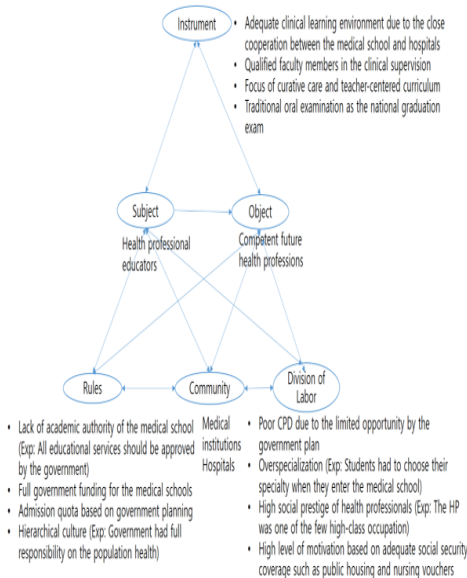 Instrument
• Adequate clinical learning environment due to the close
cooperation between the medical school and hospitals
• Qualified faculty members in the clinical supervision
• Focus of curative care and teacher-centered curriculum
• Traditional oral examination as the national graduation
exam
Subject
Object
Health professional
educators
Competent future
health professions
Rules
Community
Division of
Labor
• Lack of academic authority of the medical school
(Exp: All educational services should be approved
by the government)
• Full government funding for the medical schools
• Admission quota based on government planning
• Hierarchical culture (Exp: Government had full
responsibility on the population health)
Medical
institutions
Hospitals
• Poor CPD due to the limited opportunity by the
government plan
• Overspecialization (Exp: Students had to choose their
specialty when they enter the medical school)
• High social prestige of health professionals (Exp: The HP
was one of the few high-class occupation)
• High level of motivation based on adequate social security
coverage such as public housing and nursing vouchers